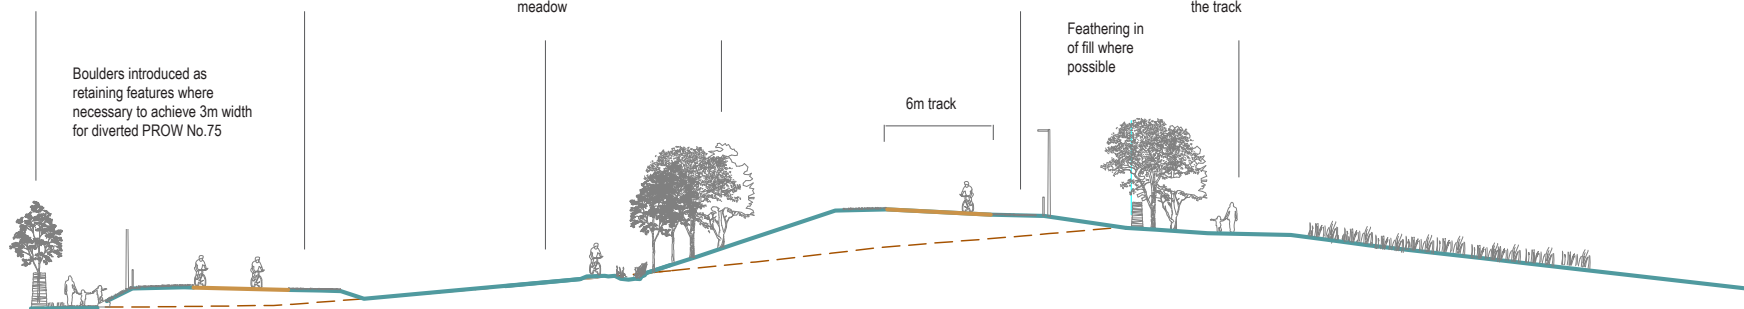 meadow
the track
Feathering in
of fill where
possible
Boulders introduced as
retaining features where
necessary to achieve 3m width
for diverted PROW No.75
6m track